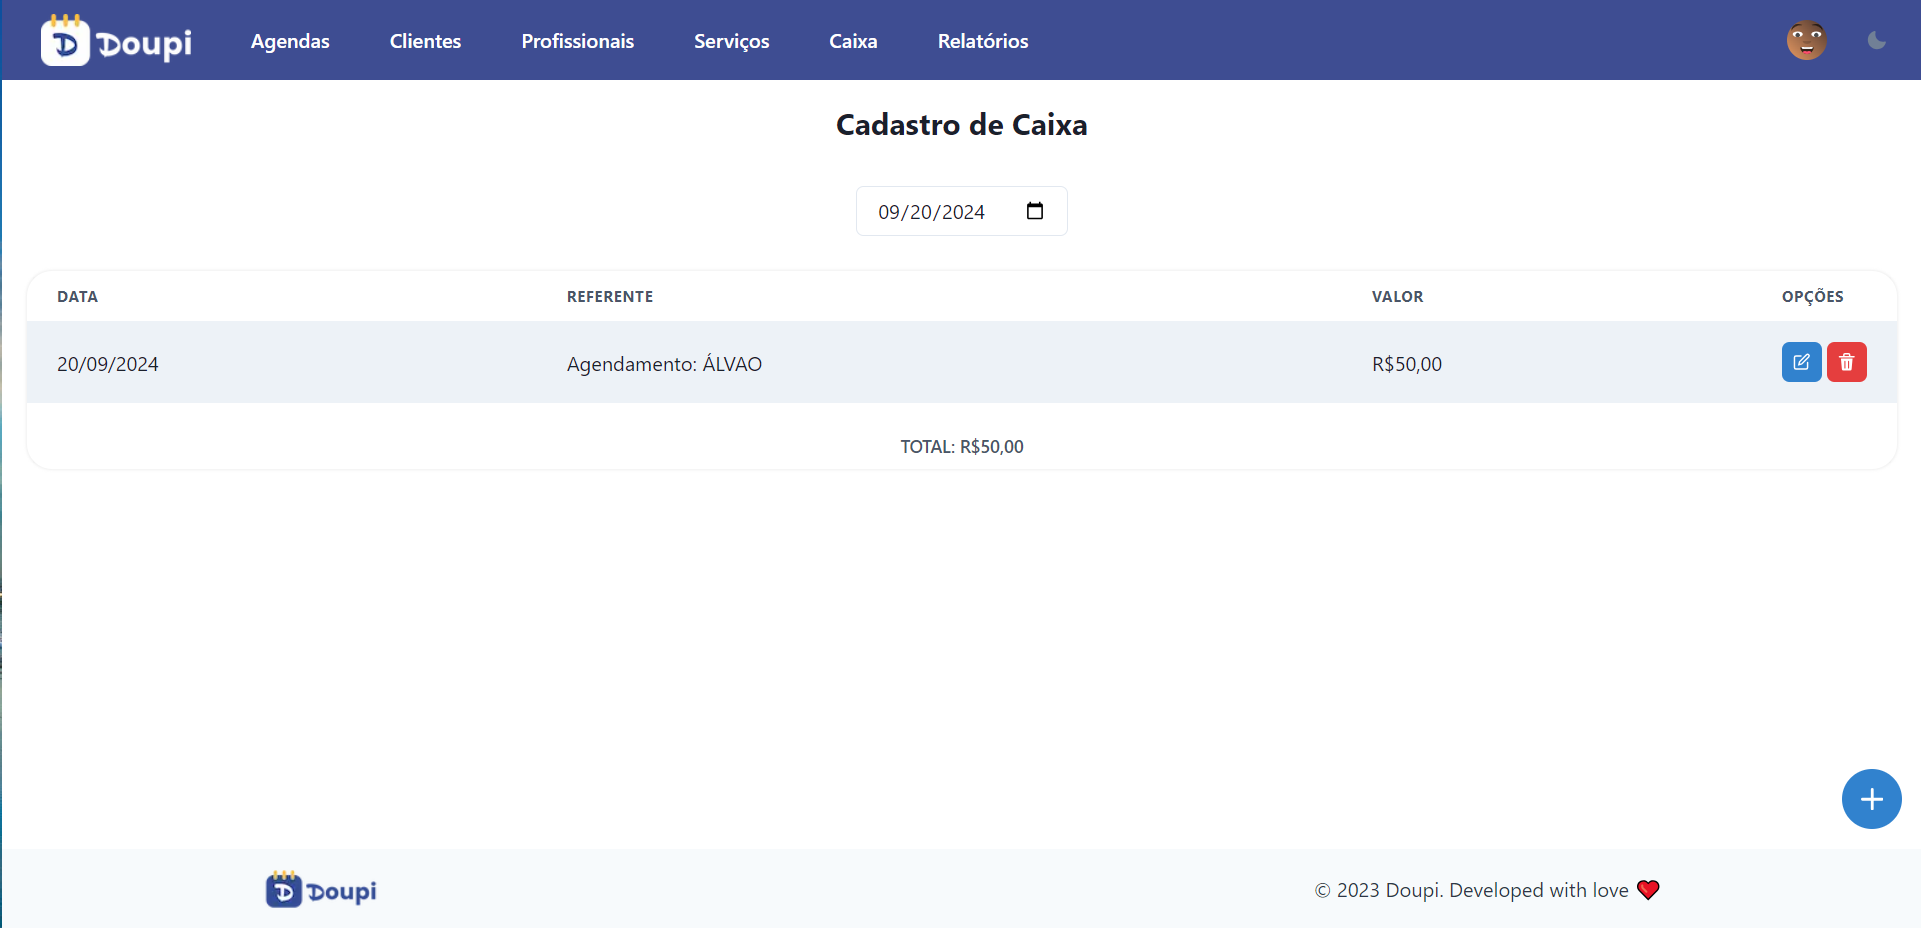 Doupi Agendas Clientes Profissionais Serviços Caixa Relatórios
Cadastro de Caixa
09/20/2024
DATA REFERENTE VALOR OPÇÕES
20/09/2024 Agendamento: ÁLVAO R$50,00
TOTAL: R$50,00
Doupi © 2023 Doupi. Developed with love